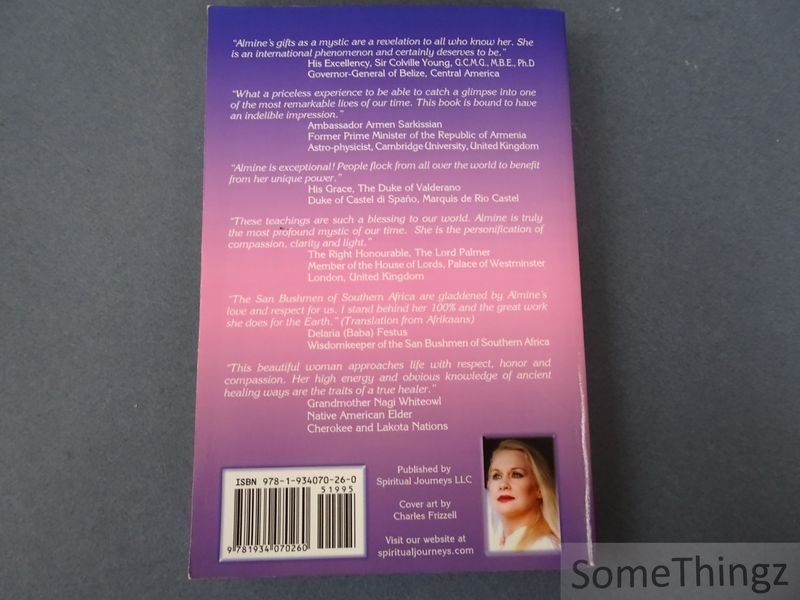 "Almine's gifts as a mystic are a revelation to all who know her. She
is an international phenomenon and certainly deserves to be."
His Excellency, Sir Colville Young, G.C.M.G., M.B.E., Ph.D
Governor-General of Belize, Central America
"What a priceless experience to be able to catch a glimpse into one
of the most remarkable lives of our time. This book is bound to have
an indelible impression."
Ambassador Armen Sarkissian
Former Prime Minister of the Republic of Armenia
Astro-physicist, Cambridge University, United Kingdom
"Almine is exceptional! People flock from all over the world to benefit
from her unique power."
His Grace, The Duke of Valderano
Duke of Castel di Spaño, Marquis de Rio Castel
"These teachings are such a blessing to our world. Almine is truly
the most profound mystic of our time. She is the personification of
compassion, clarity and light."
The Right Honourable, The Lord Palmer
Member of the House of Lords, Palace of Westminster
London, United Kingdom
"The San Bushmen of Southern Africa are gladdened by Almine's
love and respect for us. I stand behind her 100% and the great work
she does for the Earth." (Translation from Afrikaans)
Delaria (Baba) Festus
Wisdomkeeper of the San Bushmen of Southern Africa
"This beautiful woman approaches life with respect, honor and
compassion. Her high energy and obvious knowledge of ancient
healing ways are the traits of a true healer."
Grandmother Nagi Whiteowl
Native American Elder
Cherokee and Lakota Nations
ISBN 978-1-934070-26-0
51995
9 781934 070260
Published by
Spiritual Journeys LLC
Cover art by
Charles Frizzell
Visit our website at
spiritualjourneys.com
SomeThingz